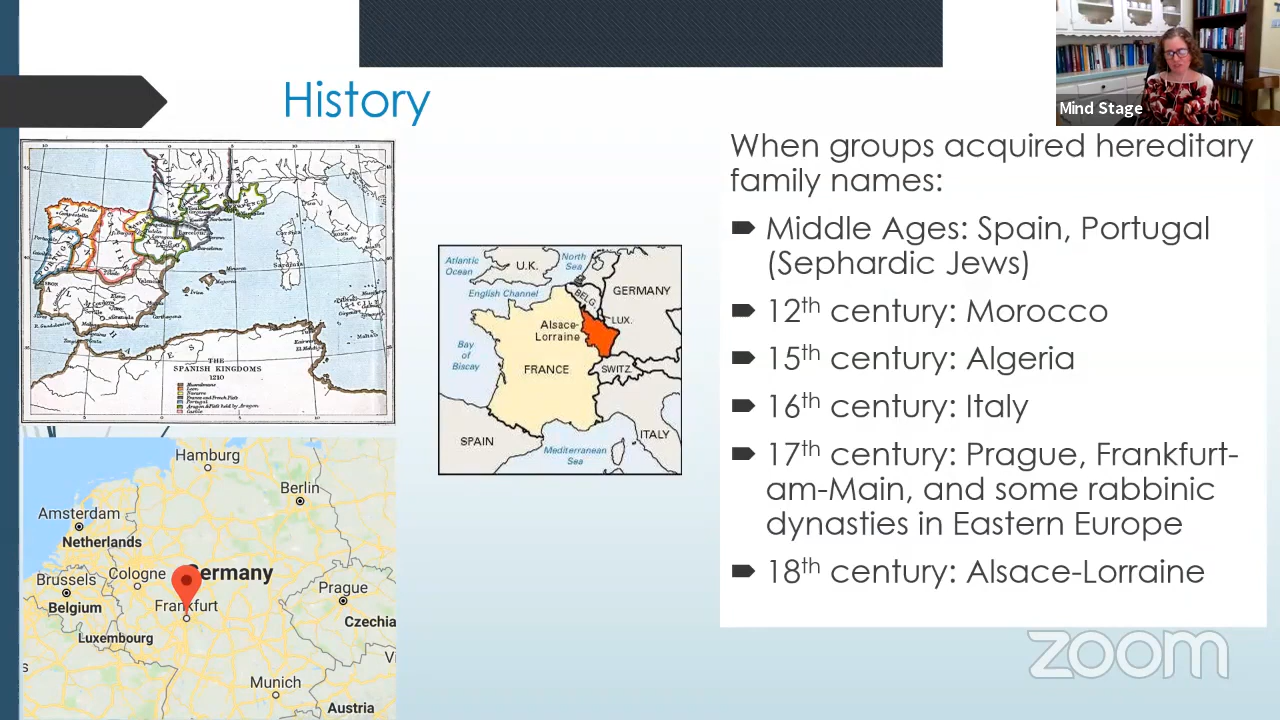 History
Mind Stage
When groups acquired hereditary
family names:
Middle Ages: Spain, Portugal
(Sephardic Jews)
12th century: Morocco
15th century: Algeria
16th century: Italy
17th century: Prague, Frankfurt-
am-Main, and some rabbinic
dynasties in Eastern Europe
18th century: Alsace-Lorraine
THE
SPANISH KINGDOMS
1210
Corsica
Sardinia
Minorca
Iviza
Atlantic
Ocean
North
Sea
U.K.
English Channel
BELG.
GERMANY
LUX.
Alsace-
Lorraine
Bay
of
Biscay
FRANCE
SWITZ.
SPAIN
ITALY
Mediterranean
Sea
Hamburg
Berlin
Amsterdam
Netherlands
Brussels
Cologne
Germany
Belgium
Frankfurt
Prague
Czechia
Luxembourg
Munich
Austria
zoom